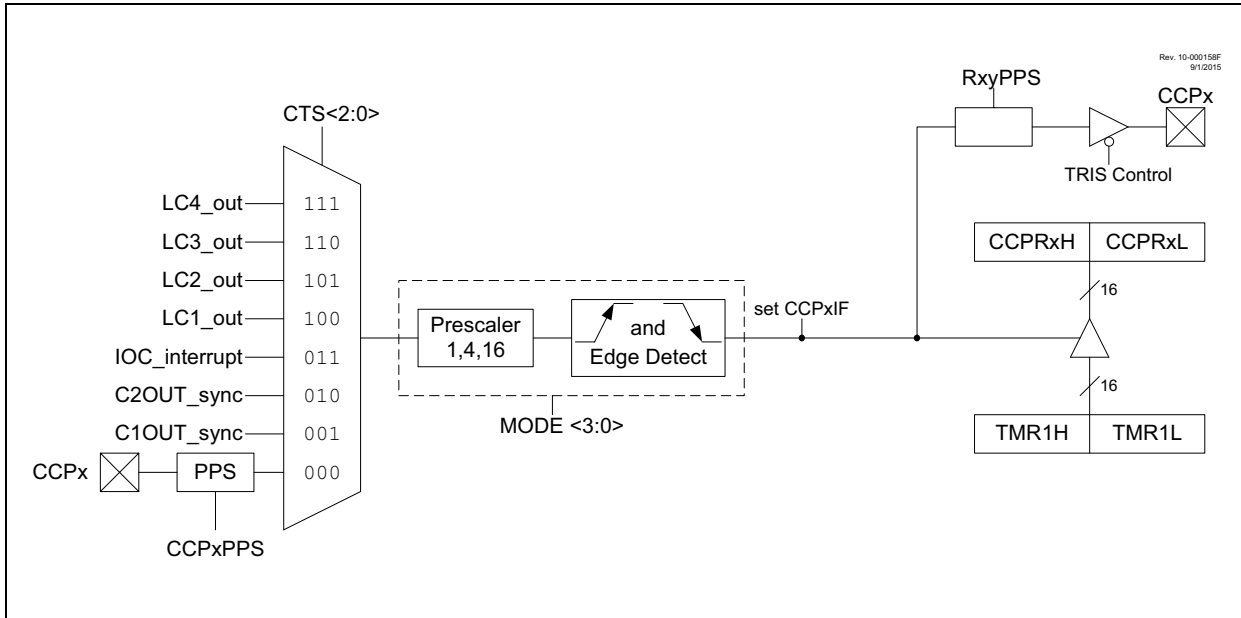 Rev. 10-000158F
9/1/2015
RxyPPS
CCPx
CTS<2:0>
TRIS Control
LC4_out 111
LC3_out 110
CCPRxH CCPRxL
LC2_out 101
16
LC1_out 100
set CCPxIF
Prescaler
1,4,16
and
Edge Detect
IOC_interrupt 011
16
C2OUT_sync 010
MODE <3:0>
C1OUT_sync 001
TMR1H TMR1L
CCPx PPS 000
CCPxPPS